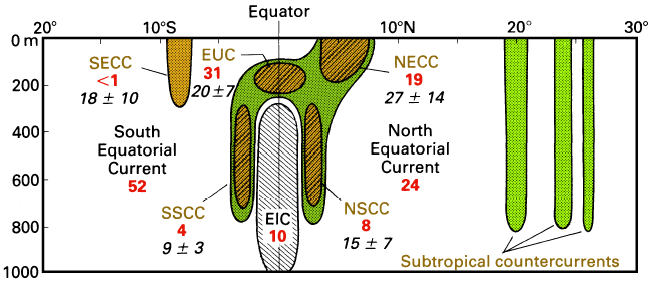 Equator
20° 10°S 10°N 20° 30°
0 m
200
400
600
800
1000
SECC
<1
18 ± 10
EUC
31
20±7
NECC
19
27 ± 14
South
Equatorial
Current
52
North
Equatorial
Current
24
SSCC
4
9 ± 3
EIC
10
NSCC
8
15 ± 7
Subtropical countercurrents